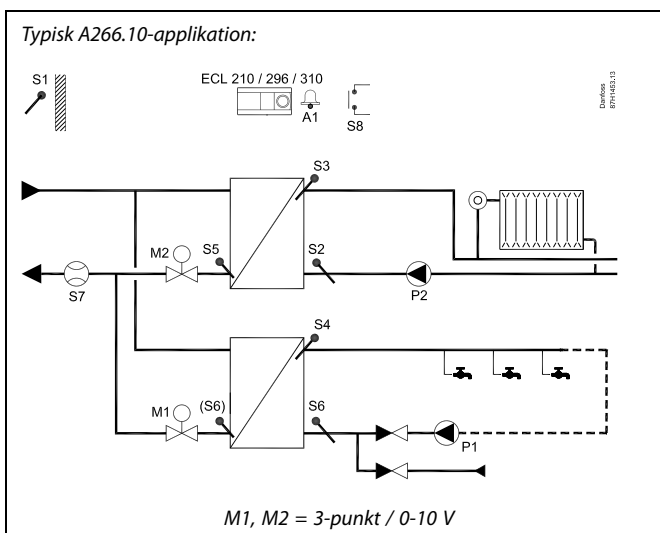 Typisk A266.10-applikation:
S1
ECL 210 / 296 / 310
A1
S8
Danfoss
87H1453.13
S3
M2
S5
S2
S7
P2
S4
M1
(S6)
S6
P1
M1, M2 = 3-punkt / 0-10 V